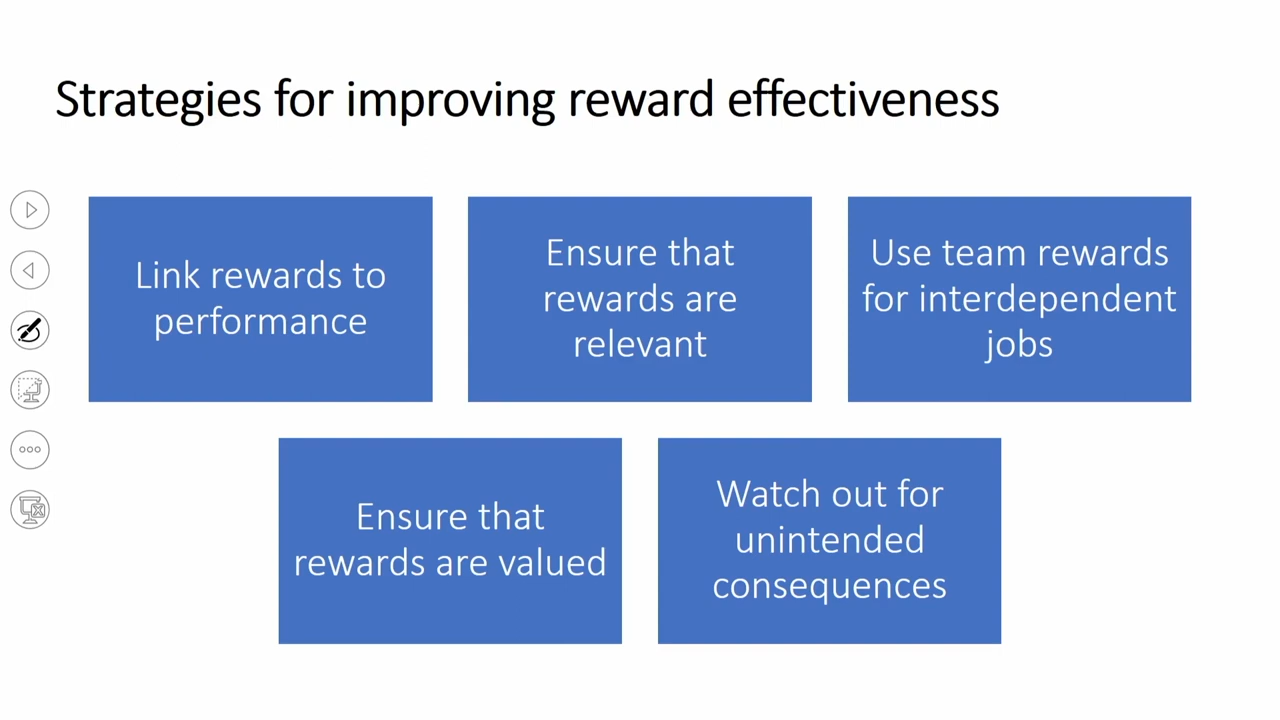 Strategies for improving reward effectiveness
Link rewards to
performance
Ensure that
rewards are
relevant
Use team rewards
for interdependent
jobs
Ensure that
rewards are valued
Watch out for
unintended
consequences